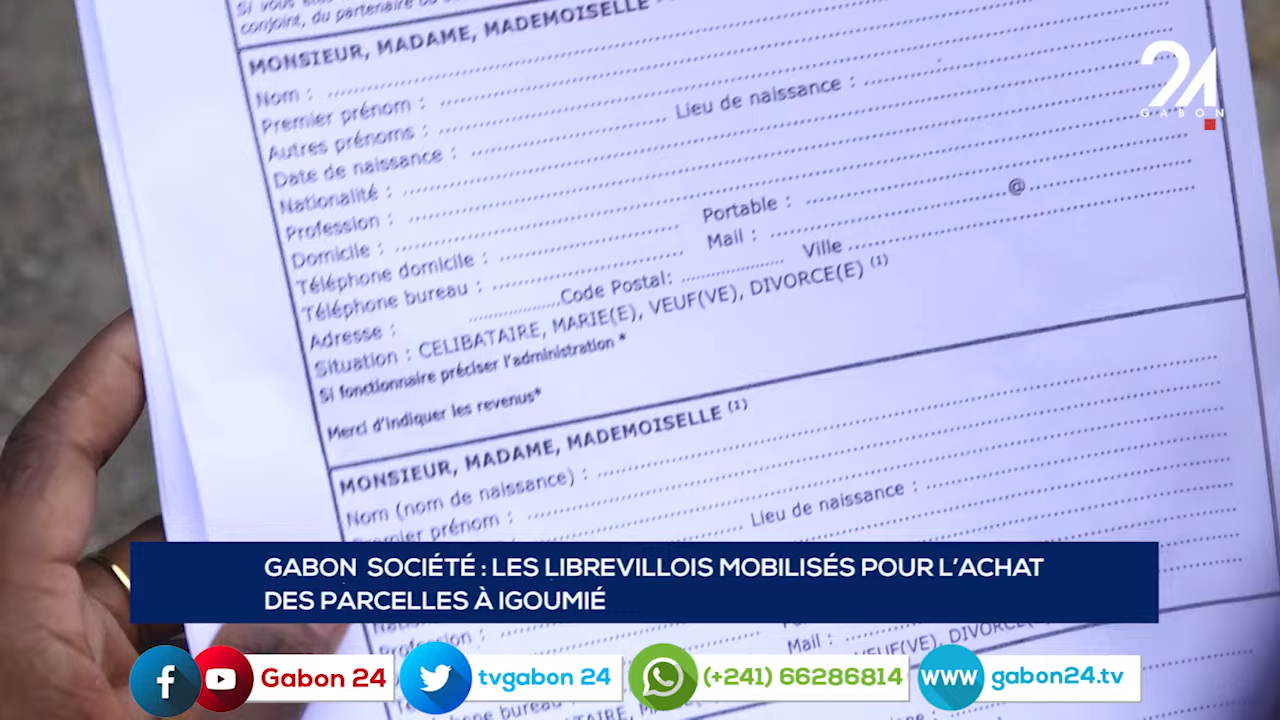 Si vous
conjoint, du partenaire
MONSIEUR, MADAME, MADEMOISELLE
24
GABON
Nom :
Premier prénom :
Autres prénoms :
Date de naissance : Lieu de naissance :
Nationalité :
Profession :
Domicile :
Téléphone domicile : Portable :
Téléphone bureau : Mail : @
Adresse : Code Postal: Ville
Situation : CELIBATAIRE, MARIE(E), VEUF(VE), DIVORCE(E) (1)
Si fonctionnaire préciser l'administration *
Merci d'indiquer les revenus*
MONSIEUR, MADAME, MADEMOISELLE (1)
Nom (nom de naissance) :
Premier prénom :
Lieu de naissance :
GABON SOCIÉTÉ : LES LIBREVILLOIS MOBILISÉS POUR L'ACHAT
DES PARCELLES À IGOUMIÉ
Mail :
VEUF(VE),
Gabon 24
tvgabon 24
(+241) 66286814
www
gabon24.tv
Téléphone bureau :